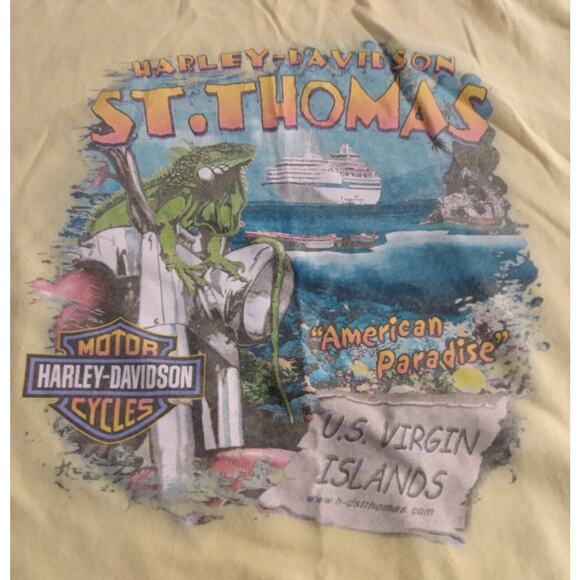 HARLEY-DAVIDSON
ST.THOMAS
"American
Paradise"
MOTOR
HARLEY-DAVIDSON
CYCLES
U.S. VIRGIN
ISLANDS
www.h-dstthomas.com